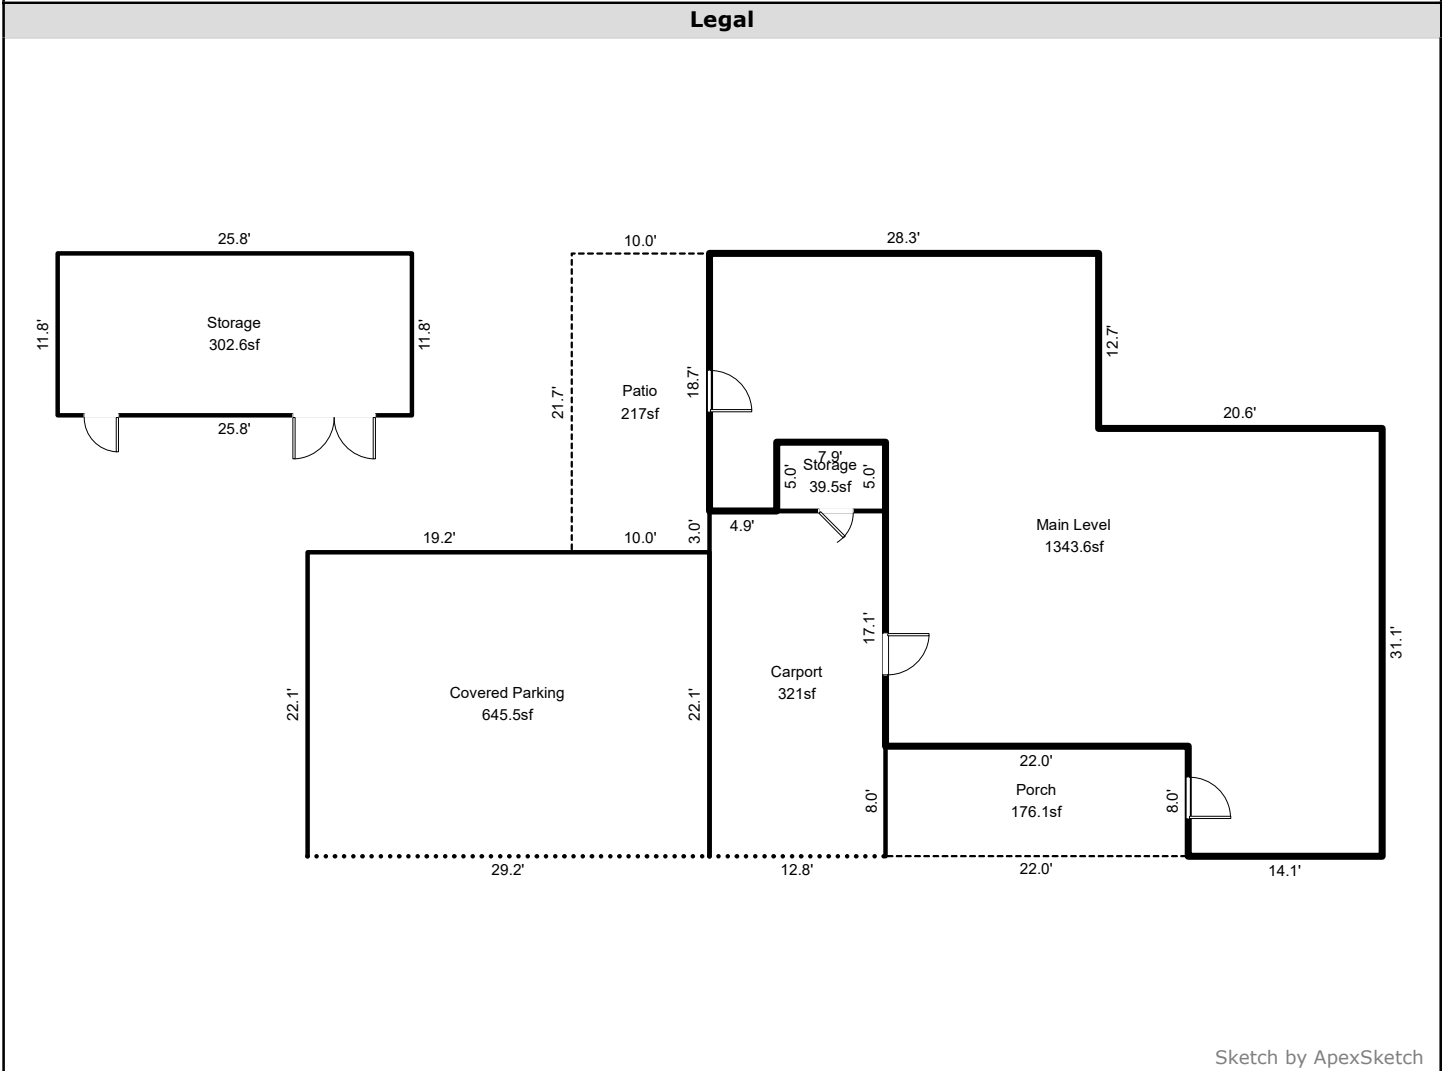 Legal
25.8'
10.0'
28.3'
11.8'
Storage
302.6sf
11.8'
12.7'
25.8'
21.7'
Patio
217sf
18.7'
20.6'
7.9'
5.0'
Storage
39.5sf
5.0'
4.9'
3.0'
Main Level
1343.6sf
19.2'
10.0'
17.1'
31.1'
Carport
321sf
22.1'
Covered Parking
645.5sf
22.1'
22.0'
Porch
176.1sf
8.0'
8.0'
29.2'
12.8'
22.0'
14.1'
Sketch by ApexSketch